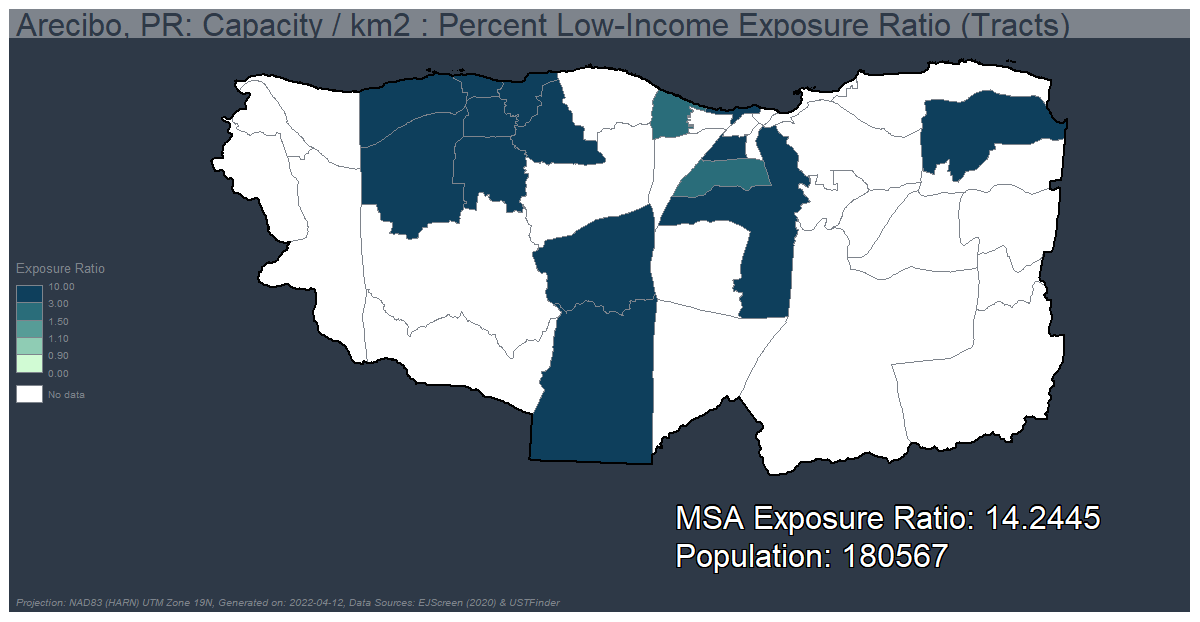 Arecibo, PR: Capacity / km2 : Percent Low-Income Exposure Ratio (Tracts)
Exposure Ratio
10.00
3.00
1.50
1.10
0.90
0.00
No data
MSA Exposure Ratio: 14.2445
Population: 180567
Projection: NAD83 (HARN) UTM Zone 19N, Generated on: 2022-04-12, Data Sources: EJScreen (2020) & USTFinder